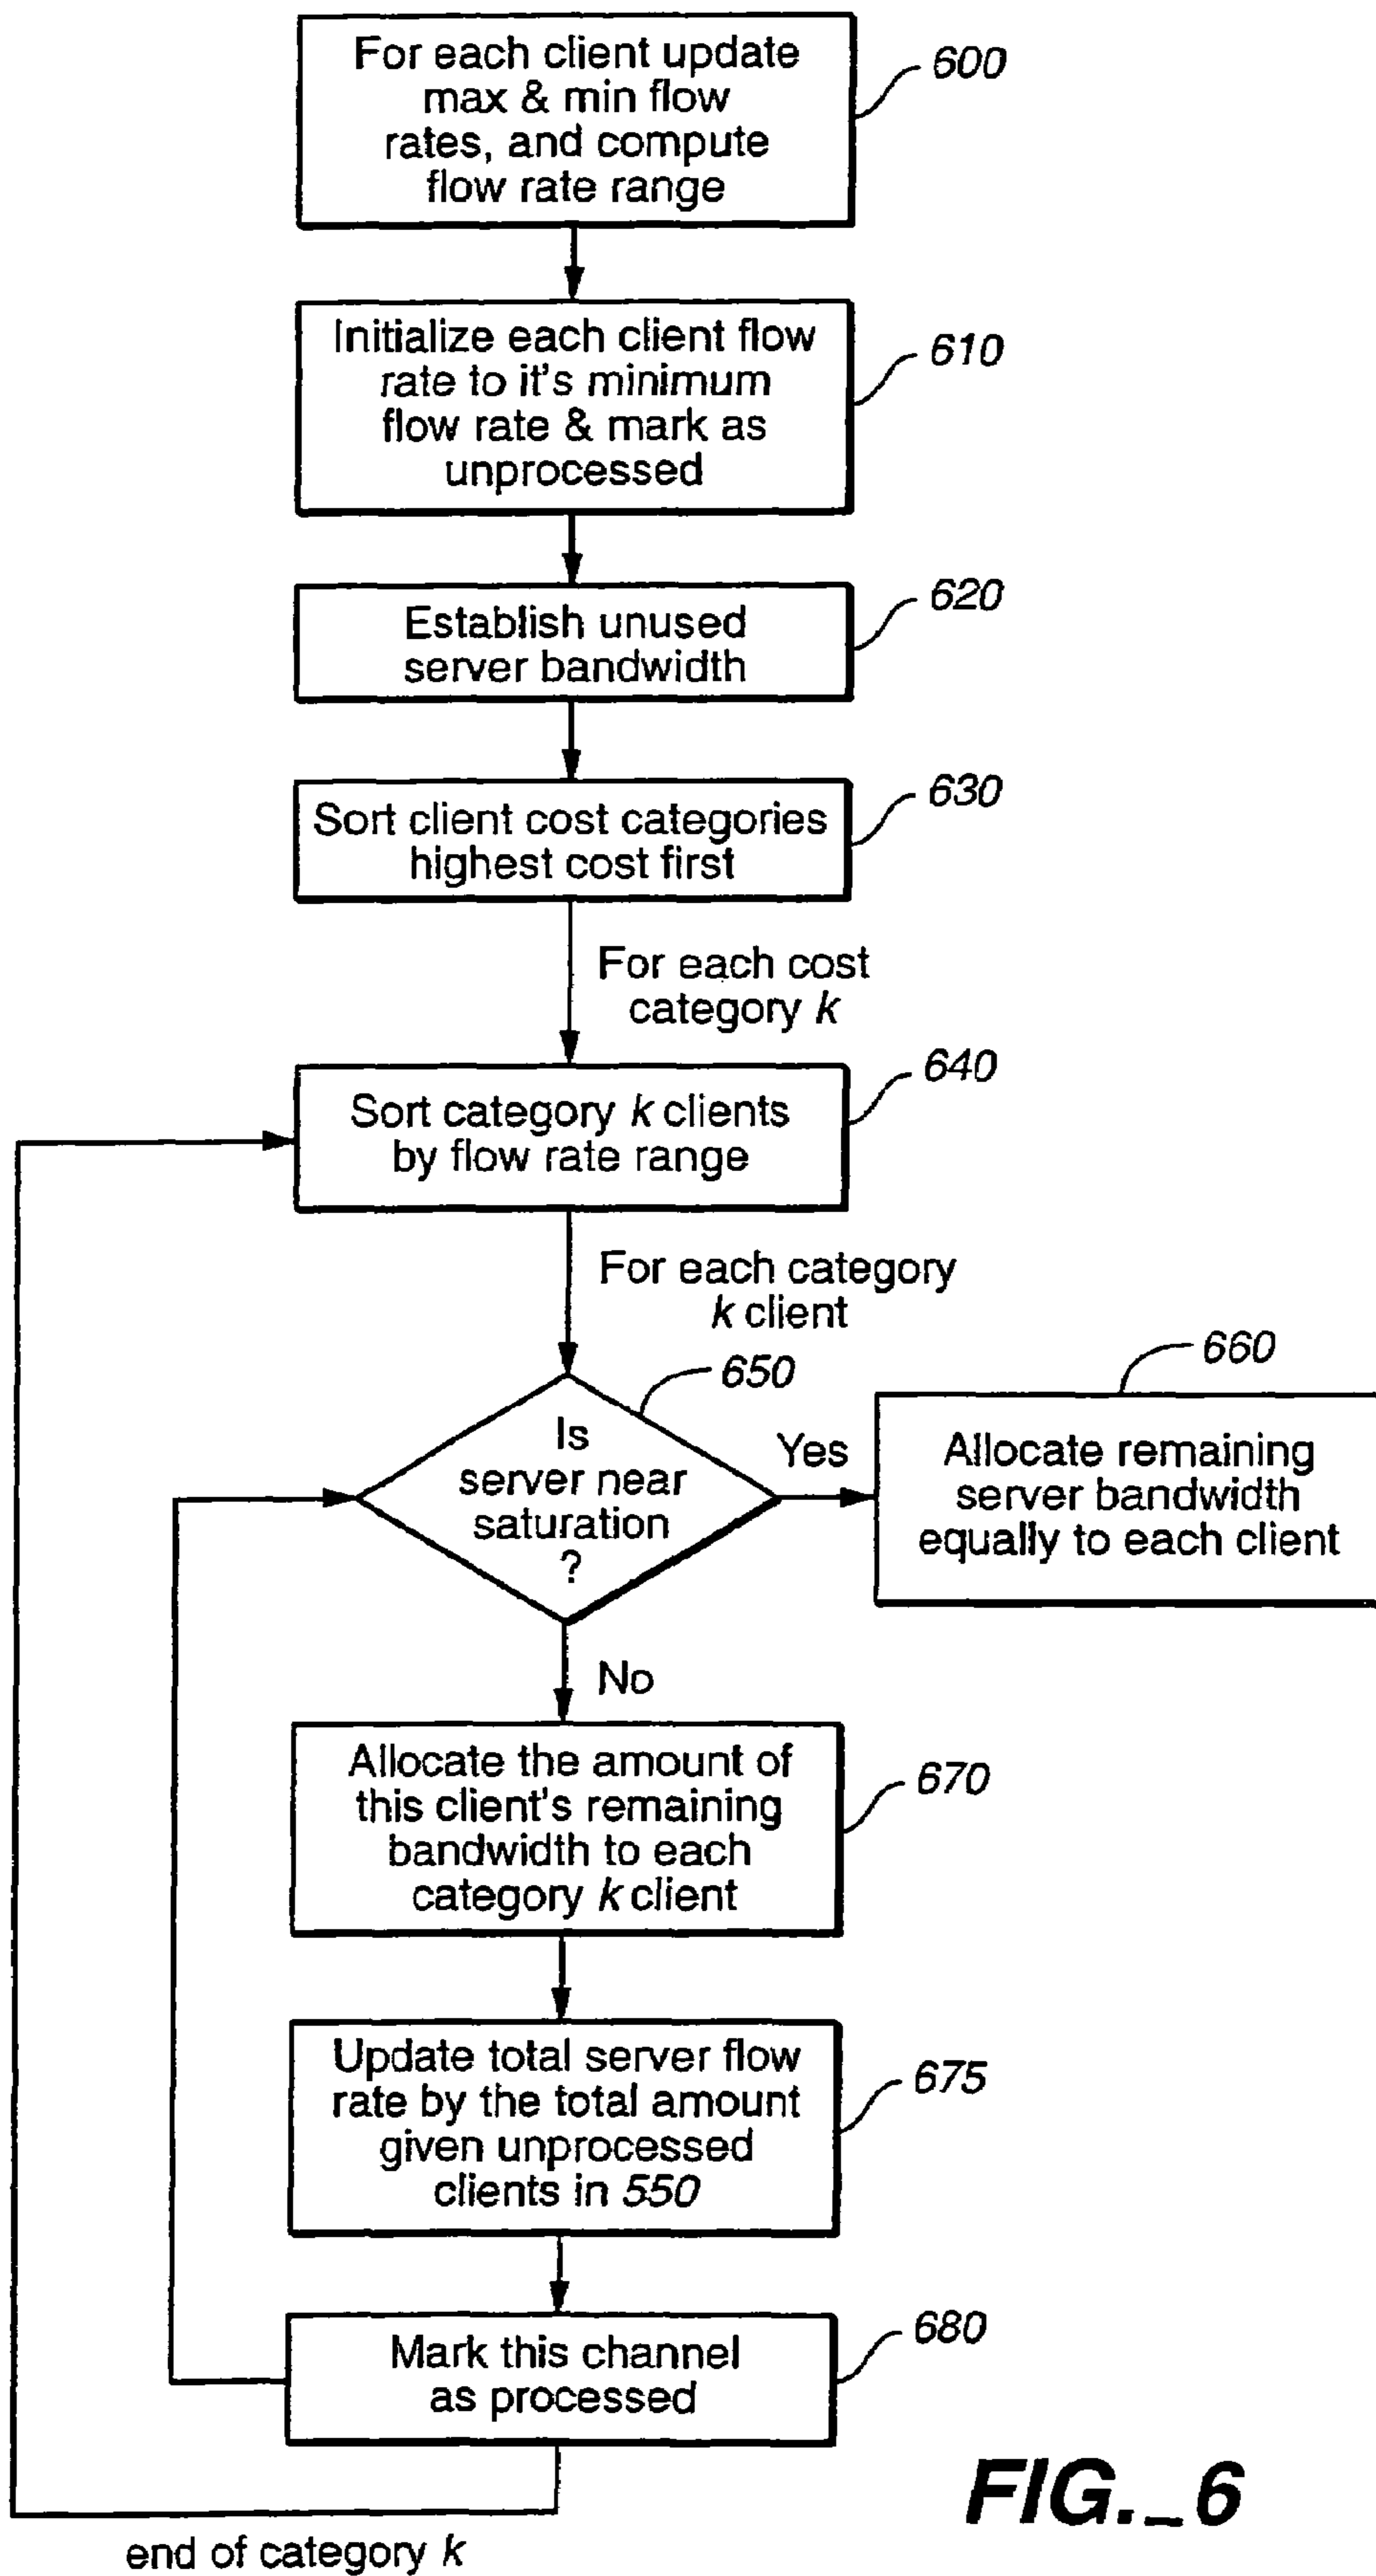 For each client update
max & min flow
rates, and compute
flow rate range
600
Initialize each client flow
rate to it's minimum
flow rate & mark as
unprocessed
610
Establish unused
server bandwidth
620
Sort client cost categories
highest cost first
630
For each cost
category k
Sort category k clients
by flow rate range
640
For each category
k client
Is
server near
saturation
?
650
Yes
Allocate remaining
server bandwidth
equally to each client
660
No
Allocate the amount of
this client's remaining
bandwidth to each
category k client
670
Update total server flow
rate by the total amount
given unprocessed
clients in 550
675
Mark this channel
as processed
680
end of category k
FIG._6